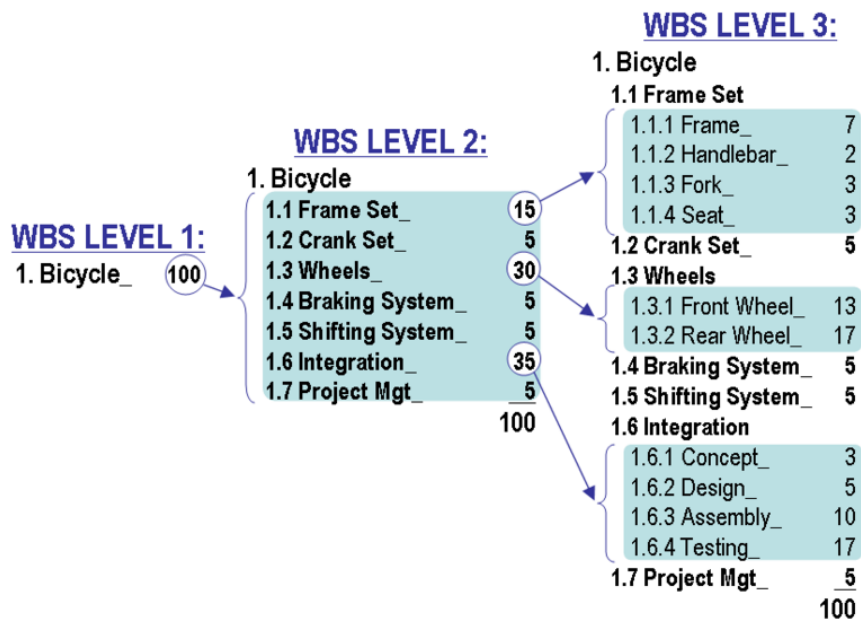 WBS LEVEL 1:
1. Bicycle_ 100
WBS LEVEL 2:
1. Bicycle
1.1 Frame Set_ 15
1.2 Crank Set_ 5
1.3 Wheels_ 30
1.4 Braking System_ 5
1.5 Shifting System_ 5
1.6 Integration_ 35
1.7 Project Mgt_ 5
100
WBS LEVEL 3:
1. Bicycle
1.1 Frame Set
1.1.1 Frame_ 7
1.1.2 Handlebar_ 2
1.1.3 Fork_ 3
1.1.4 Seat_ 3
1.2 Crank Set_ 5
1.3 Wheels
1.3.1 Front Wheel_ 13
1.3.2 Rear Wheel_ 17
1.4 Braking System_ 5
1.5 Shifting System_ 5
1.6 Integration
1.6.1 Concept_ 3
1.6.2 Design_ 5
1.6.3 Assembly_ 10
1.6.4 Testing_ 17
1.7 Project Mgt_ 5
100